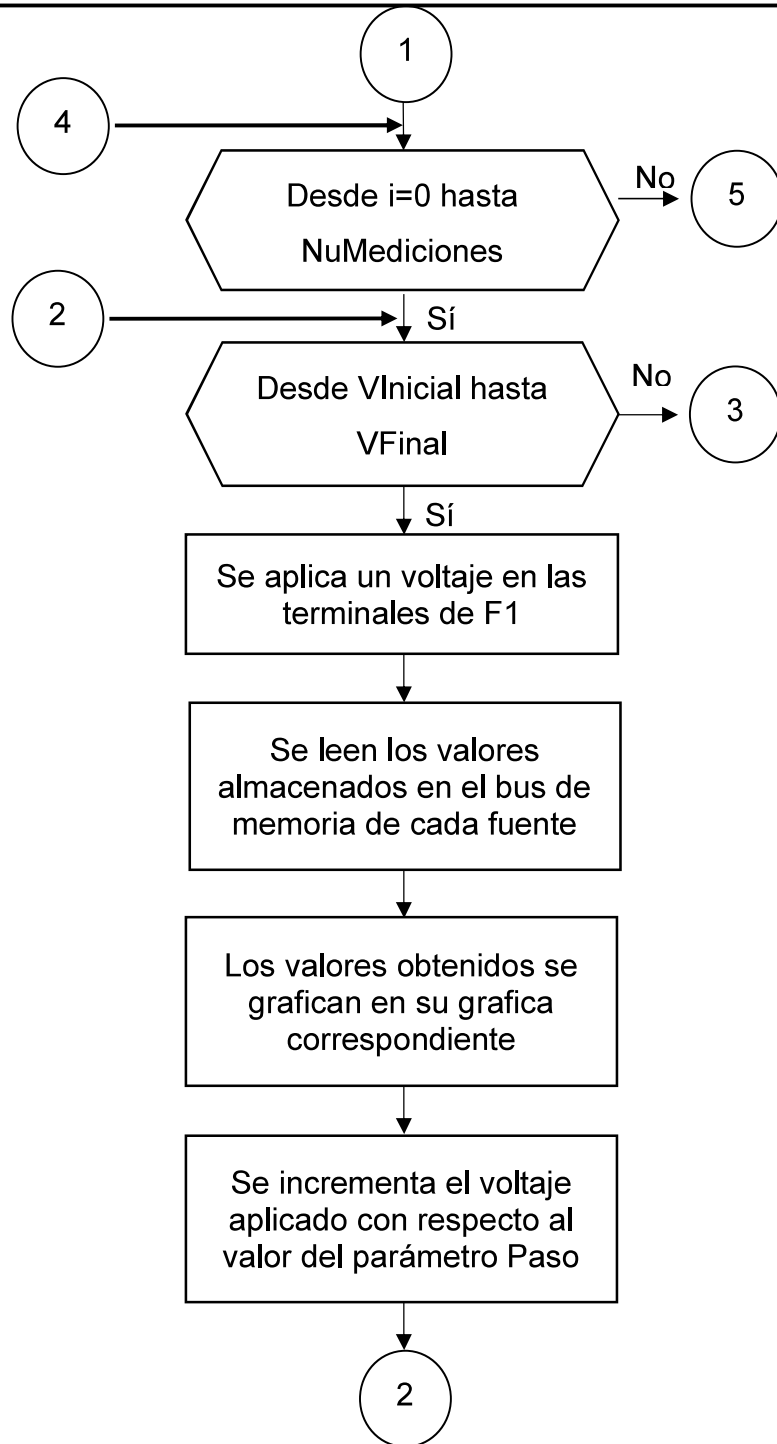 1
4
Desde i=0 hasta
NuMediciones
No
5
2
Sí
Desde VInicial hasta
VFinal
No
3
Sí
Se aplica un voltaje en las
terminales de F1
Se leen los valores
almacenados en el bus de
memoria de cada fuente
Los valores obtenidos se
grafican en su grafica
correspondiente
Se incrementa el voltaje
aplicado con respecto al
valor del parámetro Paso
2